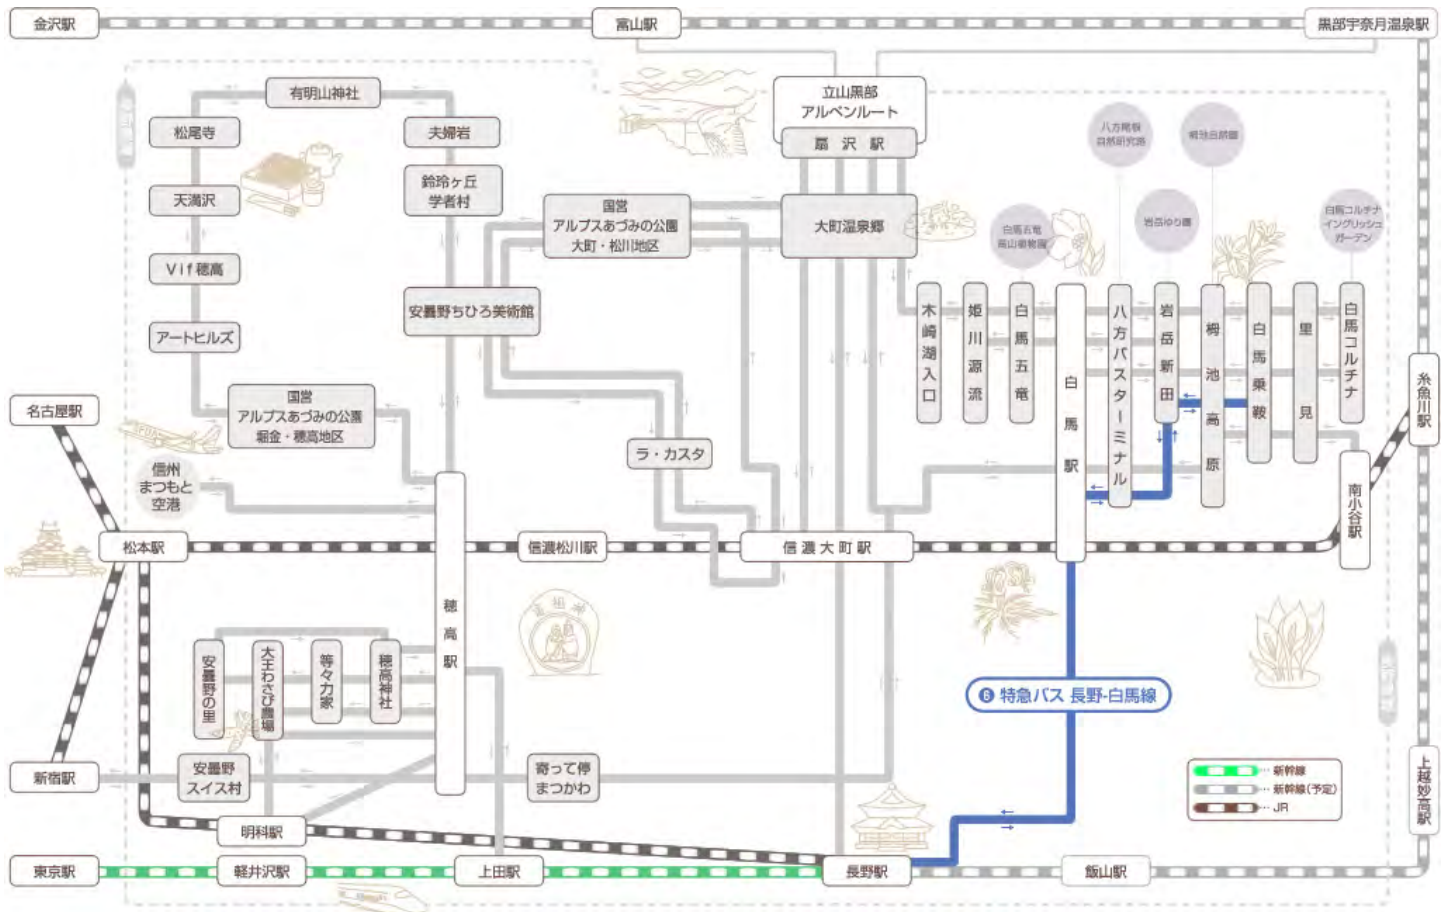 金沢駅
富山駅
黒部宇奈月温泉駅
有明山神社
立山黒部
アルペンルート
扇沢駅
松尾寺
夫婦岩
八方尾根
自然研究路
栂池自然園
鈴玲ヶ丘
学者村
天満沢
国営
アルプスあづみの公園
大町・松川地区
大町温泉郷
白馬五竜
高山植物園
岩岳ゆり園
白馬コルチナ
イングリッシュ
ガーデン
Vif穂高
安曇野ちひろ美術館
アートヒルズ
木崎湖入口
姫川源流
白馬五竜
白馬駅
八方バスターミナル
岩岳新田
栂池高原
白馬乗鞍
里見
白馬コルチナ
糸魚川駅
名古屋駅
国営
アルプスあづみの公園
堀金・穂高地区
ラ・カスタ
信州
まつもと
空港
南小谷駅
松本駅
信濃松川駅
信濃大町駅
穂高駅
安曇野の里
大王わさび農場
等々力家
穂高神社
⑥ 特急バス 長野-白馬線
新宿駅
安曇野
スイス村
寄って停
まつかわ
上越妙高駅
… 新幹線
… 新幹線(予定)
… JR
明科駅
東京駅
軽井沢駅
上田駅
長野駅
飯山駅